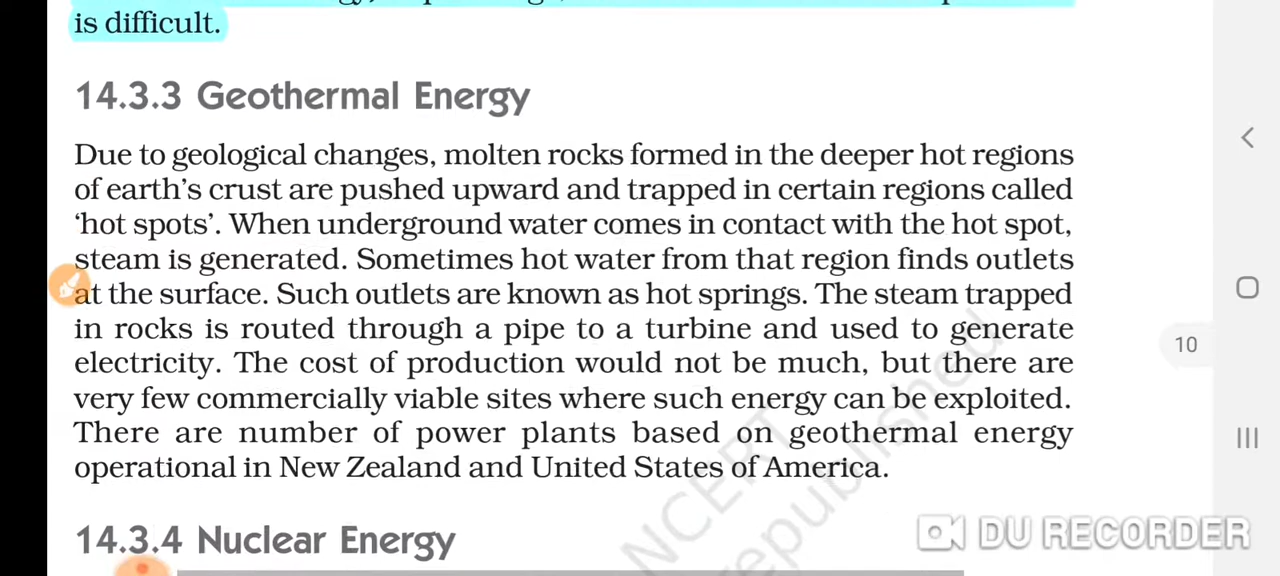 is difficult.
14.3.3 Geothermal Energy
Due to geological changes, molten rocks formed in the deeper hot regions
of earth's crust are pushed upward and trapped in certain regions called
‘hot spots’. When underground water comes in contact with the hot spot,
steam is generated. Sometimes hot water from that region finds outlets
at the surface. Such outlets are known as hot springs. The steam trapped
in rocks is routed through a pipe to a turbine and used to generate
electricity. The cost of production would not be much, but there are
very few commercially viable sites where such energy can be exploited.
There are number of power plants based on geothermal energy
operational in New Zealand and United States of America.
14.3.4 Nuclear Energy
10
NCERT
republished
DU RECORDER